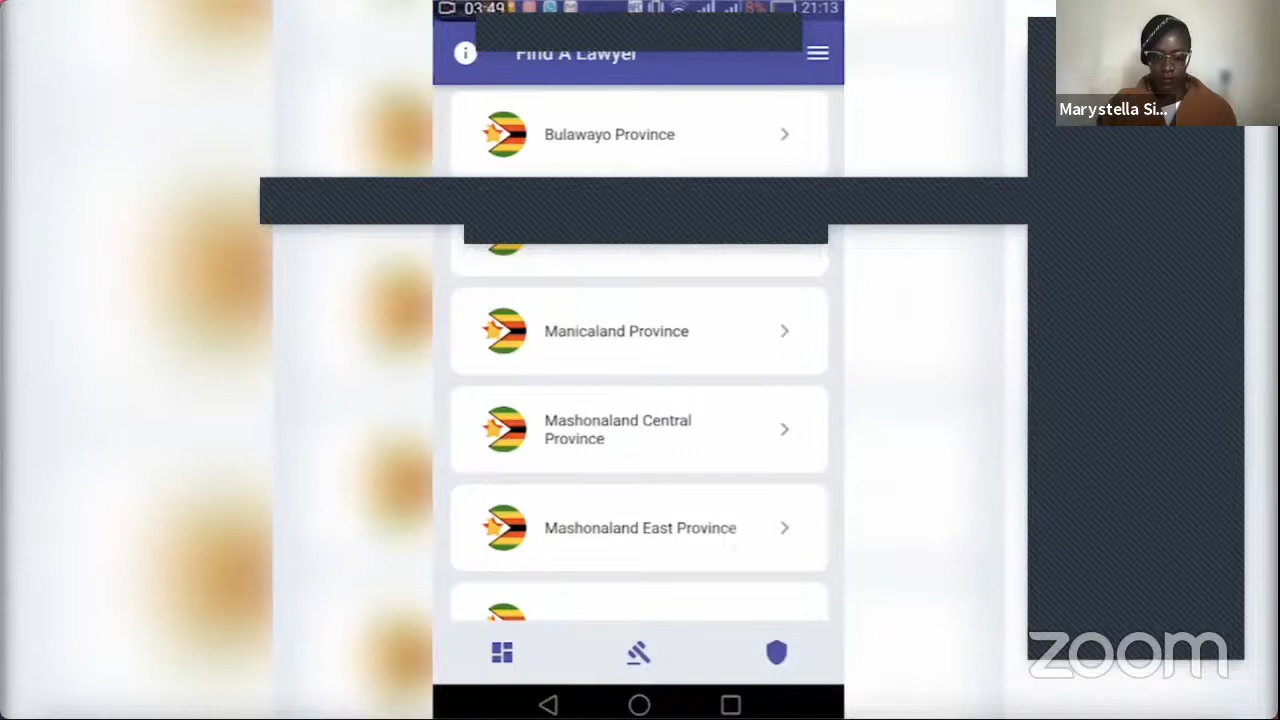 03:49
8%
21:13
Find A Lawyer
Marystella Si...
Bulawayo Province
Manicaland Province
Mashonaland Central
Province
Mashonaland East Province
zoom